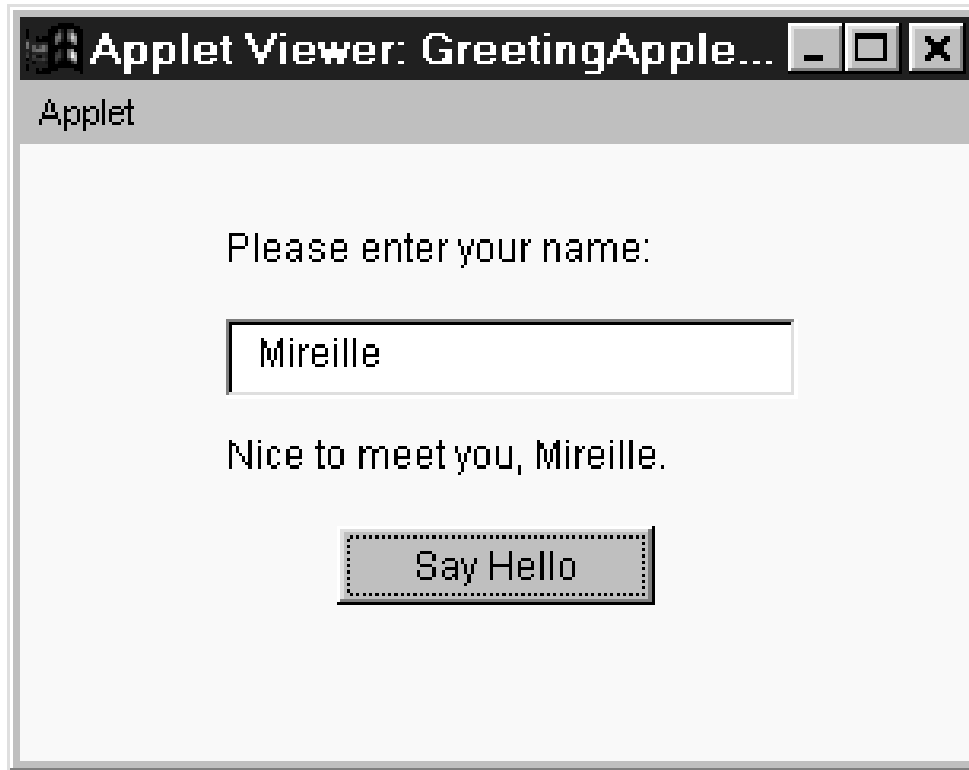 Applet Viewer: GreetingApple...
Applet
Please enter your name:
Mireille
Nice to meet you, Mireille.
Say Hello